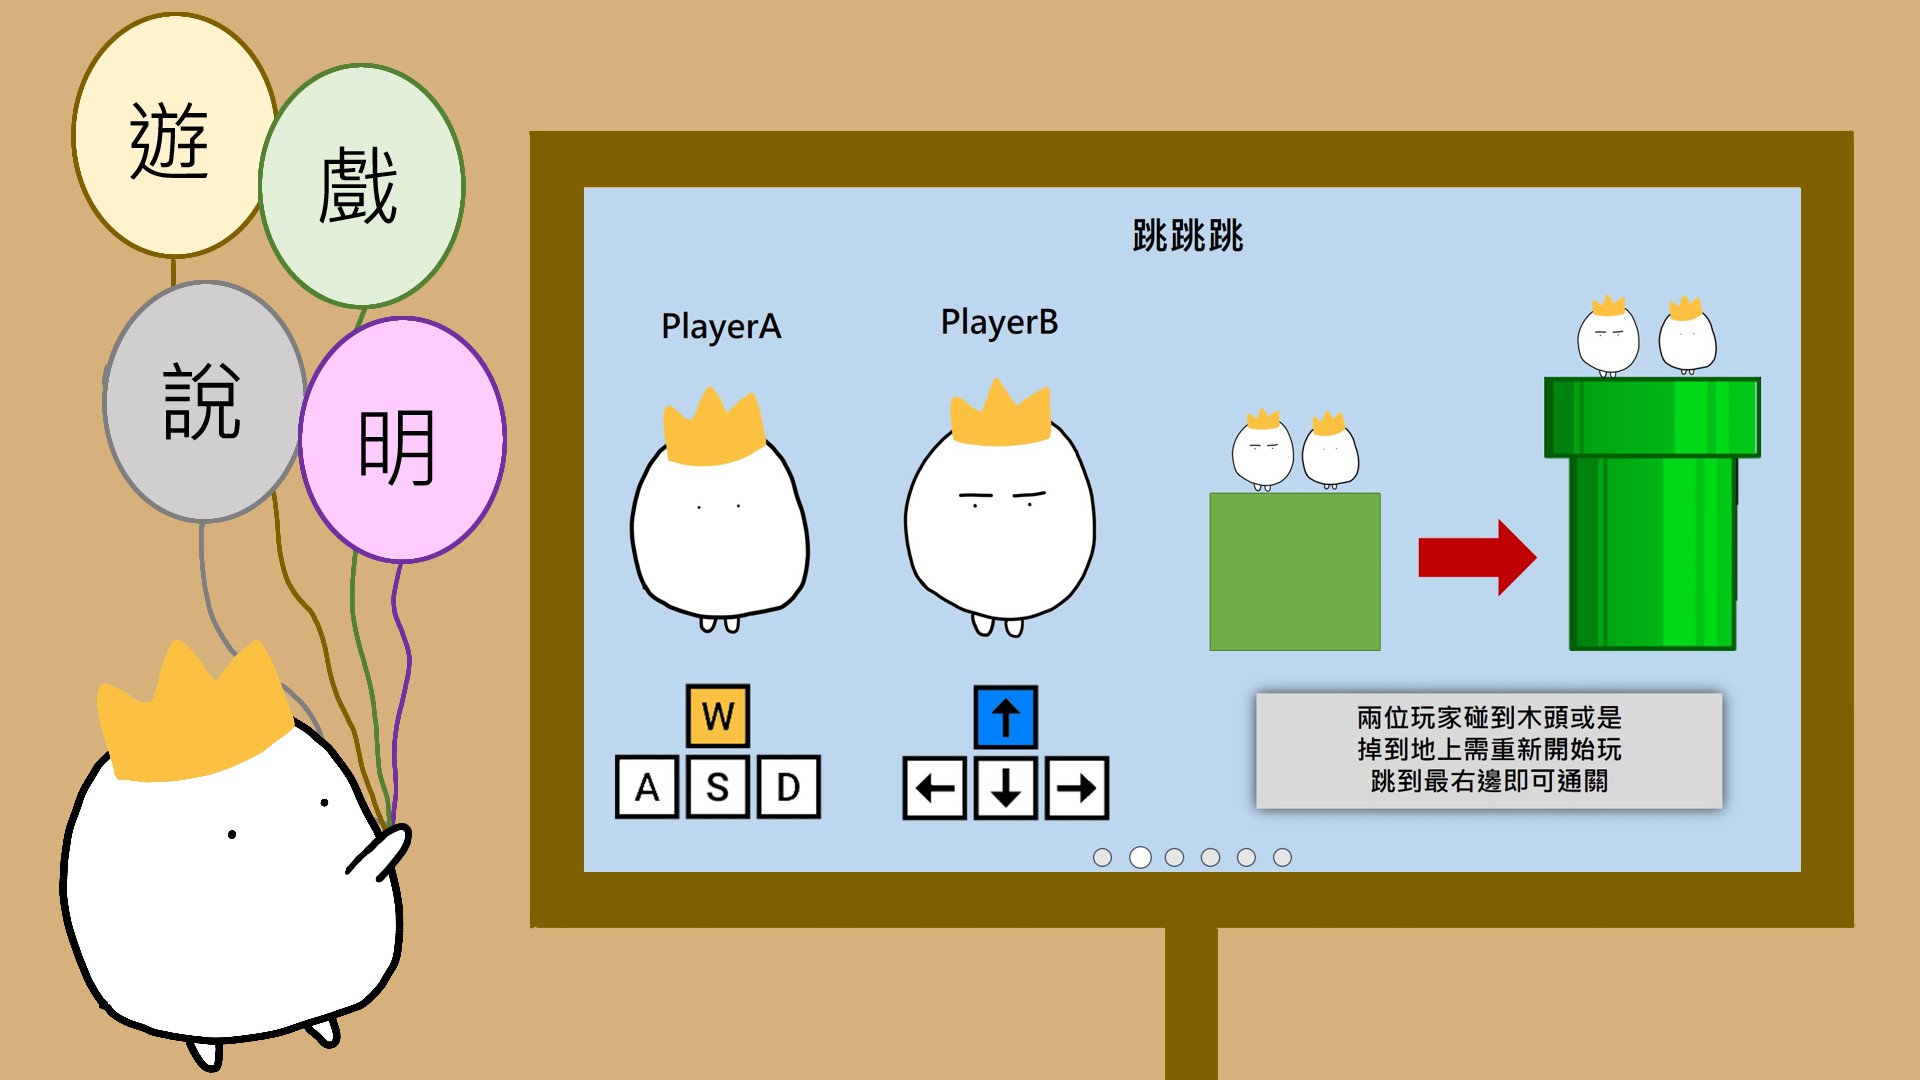 遊
戲
說
明
跳跳跳
PlayerA
PlayerB
W
A S D
↑
← ↓ →
兩位玩家碰到木頭或是
掉到地上需重新開始玩
跳到最右邊即可通關